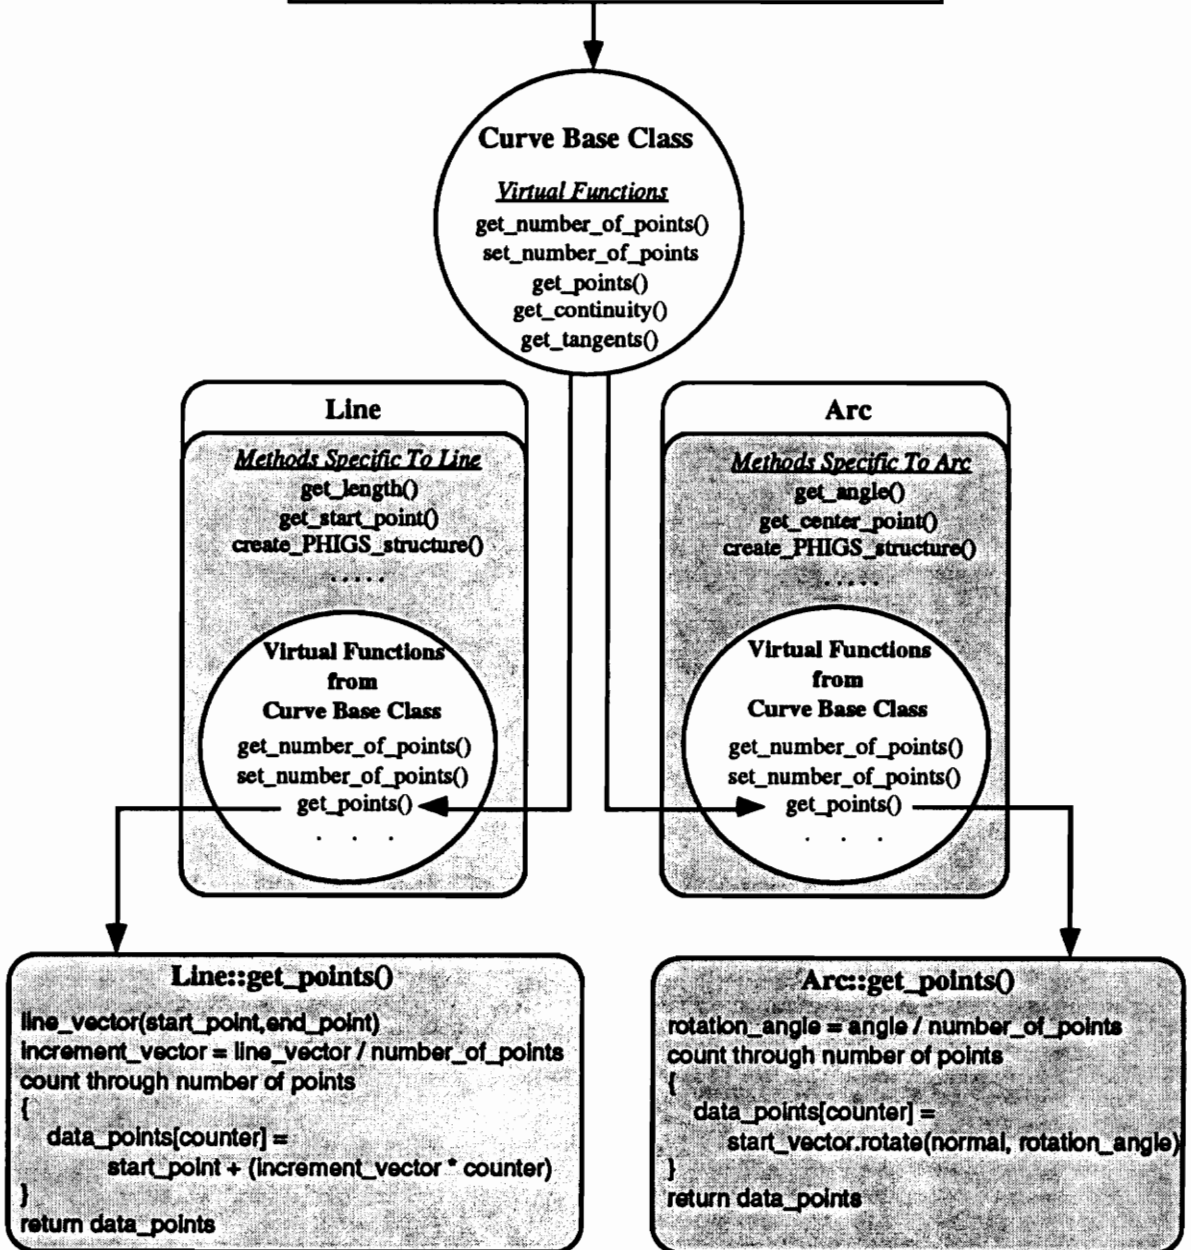 Curve Base Class
Virtual Functions
get_number_of_points()
set_number_of_points
get_points()
get_continuity()
get_tangents()
Line
Methods Specific To Line
get_length()
get_start_point()
create_PHIGS_structure()
.....
Virtual Functions
from
Curve Base Class
get_number_of_points()
set_number_of_points()
get_points()
. . .
Arc
Methods Specific To Arc
get_angle()
get_center_point()
create_PHIGS_structure()
.....
Virtual Functions
from
Curve Base Class
get_number_of_points()
set_number_of_points()
get_points()
. . .
Line::get_points()
line_vector(start_point,end_point)
increment_vector = line_vector / number_of_points
count through number of points
{
data_points[counter] =
start_point + (increment_vector * counter)
}
return data_points
Arc::get_points()
rotation_angle = angle / number_of_points
count through number of points
{
data_points[counter] =
start_vector.rotate(normal, rotation_angle)
}
return data_points